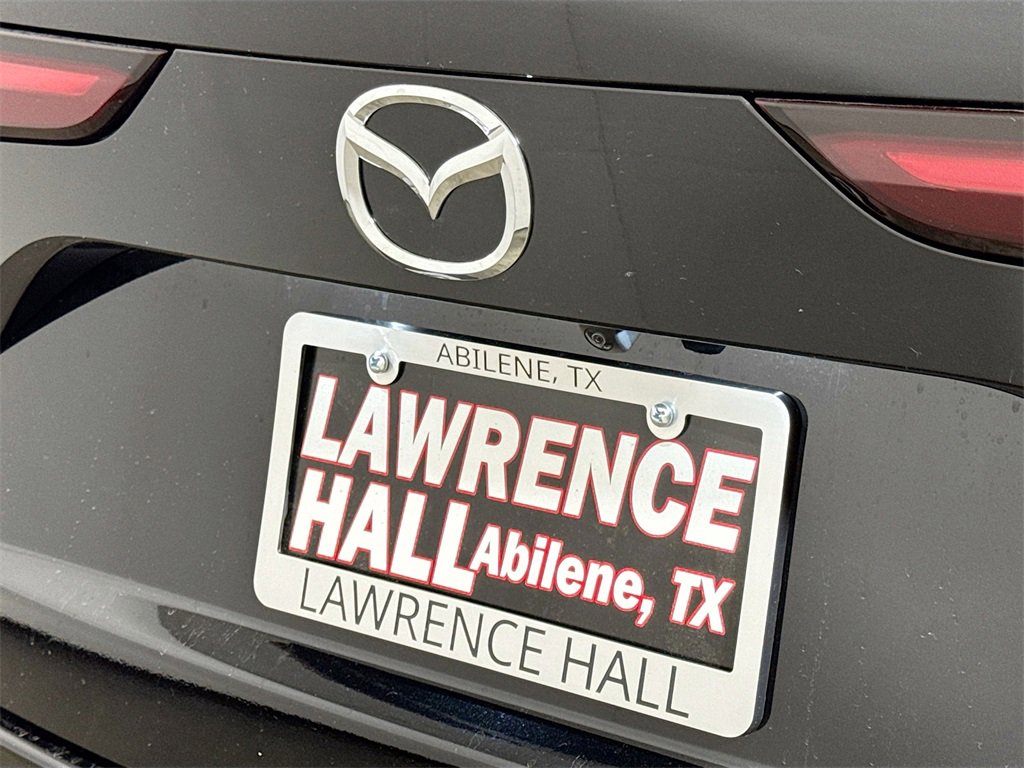 ABILENE, TX
LAWRENCE
HALL Abilene, TX
LAWRENCE HALL